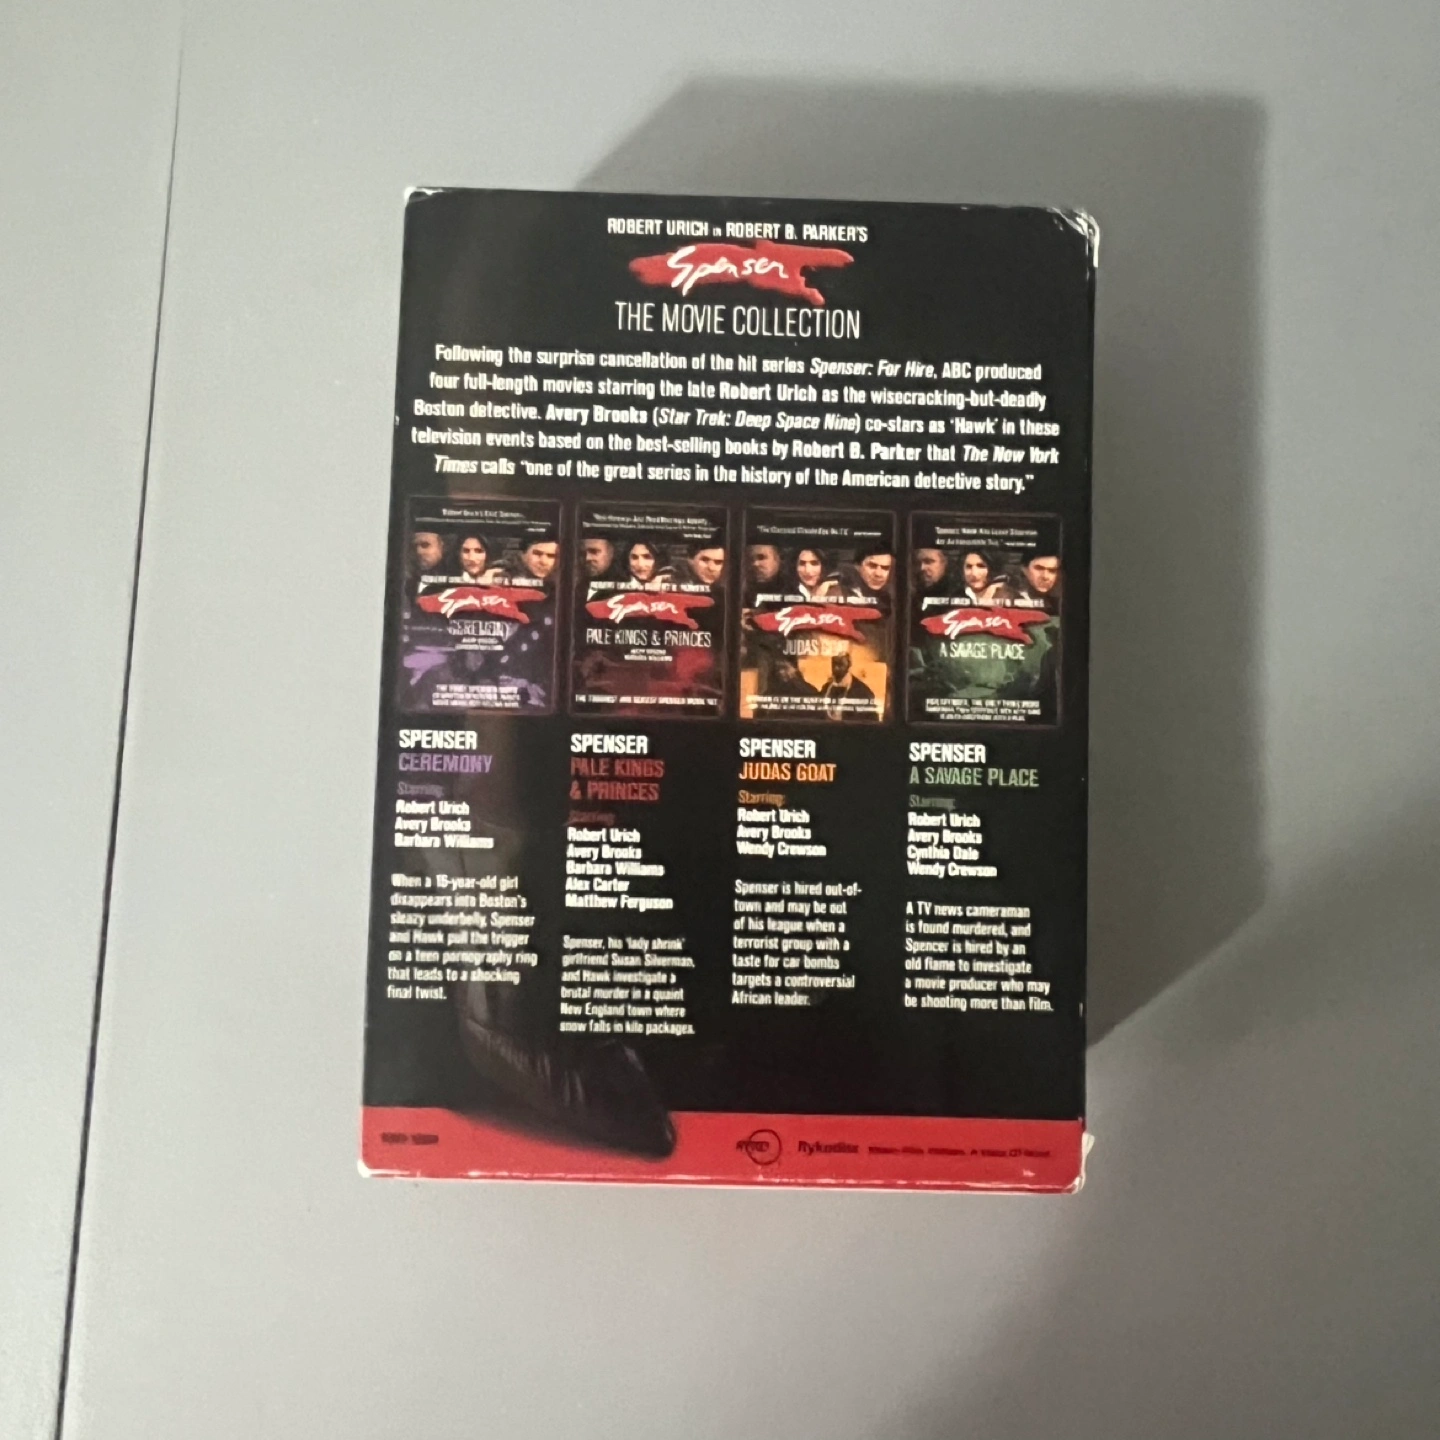 ROBERT URICH IN ROBERT B. PARKER'S
Spenser
THE MOVIE COLLECTION
Following the surprise cancellation of the hit series Spenser: For Hire, ABC produced
four full-length movies starring the late Robert Urich as the wisecracking-but-deadly
Boston detective. Avery Brooks (Star Trek: Deep Space Nine) co-stars as 'Hawk' in these
television events based on the best-selling books by Robert B. Parker that The New York
Times calls "one of the great series in the history of the American detective story."
Spenser
CEREMONY
Spenser
PALE KINGS & PRINCES
Spenser
JUDAS GOAT
Spenser
A SAVAGE PLACE
SPENSER
CEREMONY
Starring:
Robert Urich
Avery Brooks
Barbara Williams
When a 15-year-old girl
disappears into Boston's
sleazy underbelly, Spenser
and Hawk pull the trigger
on a teen pornography ring
that leads to a shocking
final twist.
SPENSER
PALE KINGS
& PRINCES
Starring:
Robert Urich
Avery Brooks
Barbara Williams
Alex Carter
Matthew Ferguson
Spenser, his 'lady shrink'
girlfriend Susan Silverman,
and Hawk investigate a
brutal murder in a quaint
New England town where
snow falls in kilo packages.
SPENSER
JUDAS GOAT
Starring:
Robert Urich
Avery Brooks
Wendy Crewson
Spenser is hired out-of-
town and may be out
of his league when a
terrorist group with a
taste for car bombs
targets a controversial
African leader.
SPENSER
A SAVAGE PLACE
Starring:
Robert Urich
Avery Brooks
Cynthia Dale
Wendy Crewson
A TV news cameraman
is found murdered, and
Spencer is hired by an
old flame to investigate
a movie producer who may
be shooting more than film.
Rykodisc